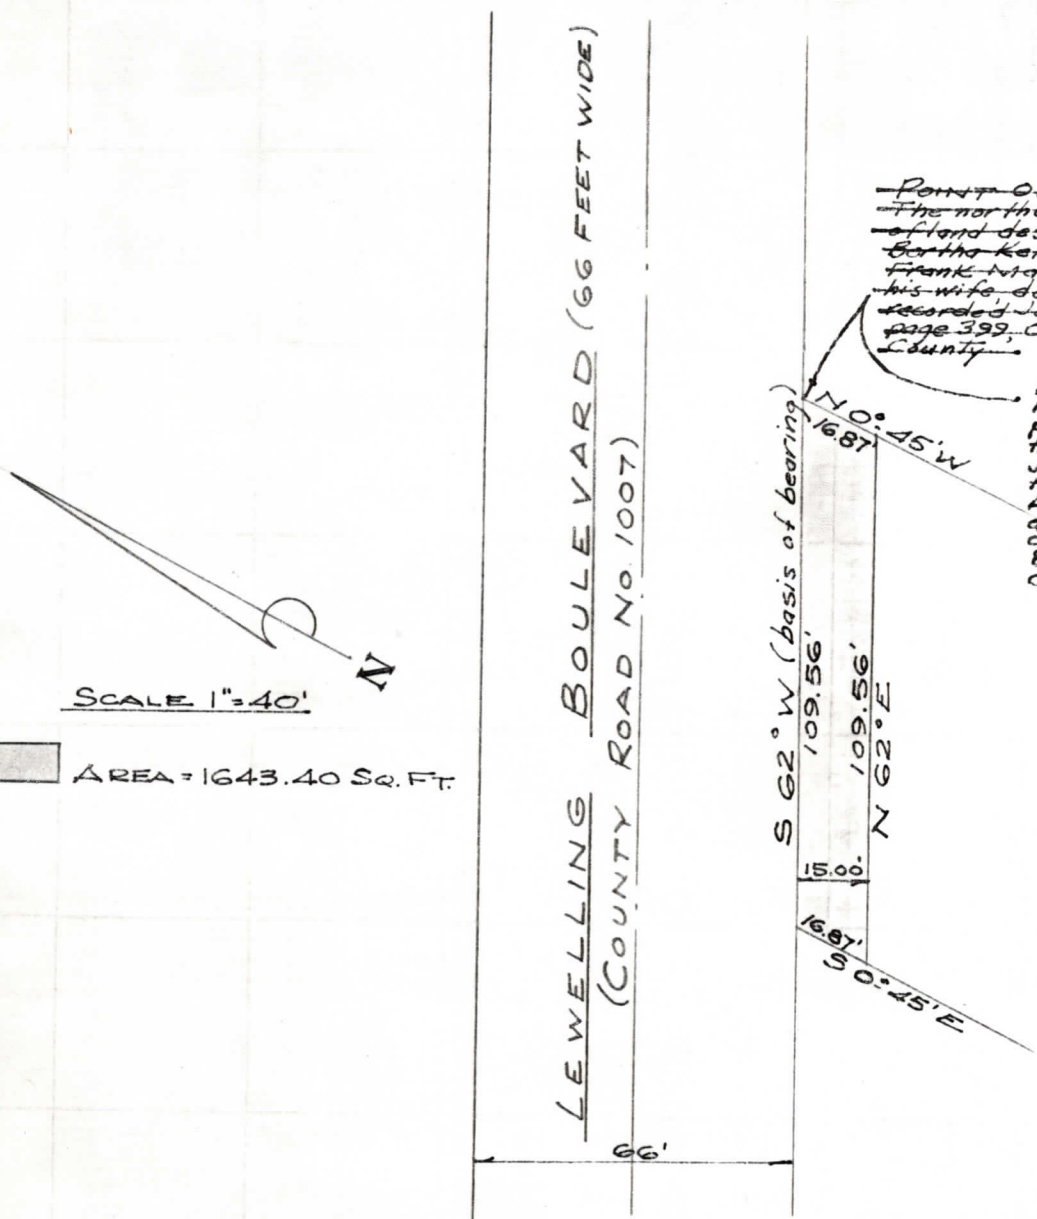 LEWELLING BOULEVARD (66 FEET WIDE)
(COUNTY ROAD No. 1007)
POINT O
The north
of land des
Bertha Ke
Frank Ma
his wife d
recorded J
page 399, O
County
N 0° 45' W
16.87'
S 62° W (basis of bearing)
109.56'
109.56'
N 62° E
15.00
16.87'
S 0° 45' E
N
SCALE 1"=40'
AREA = 1643.40 SQ. FT.
66'